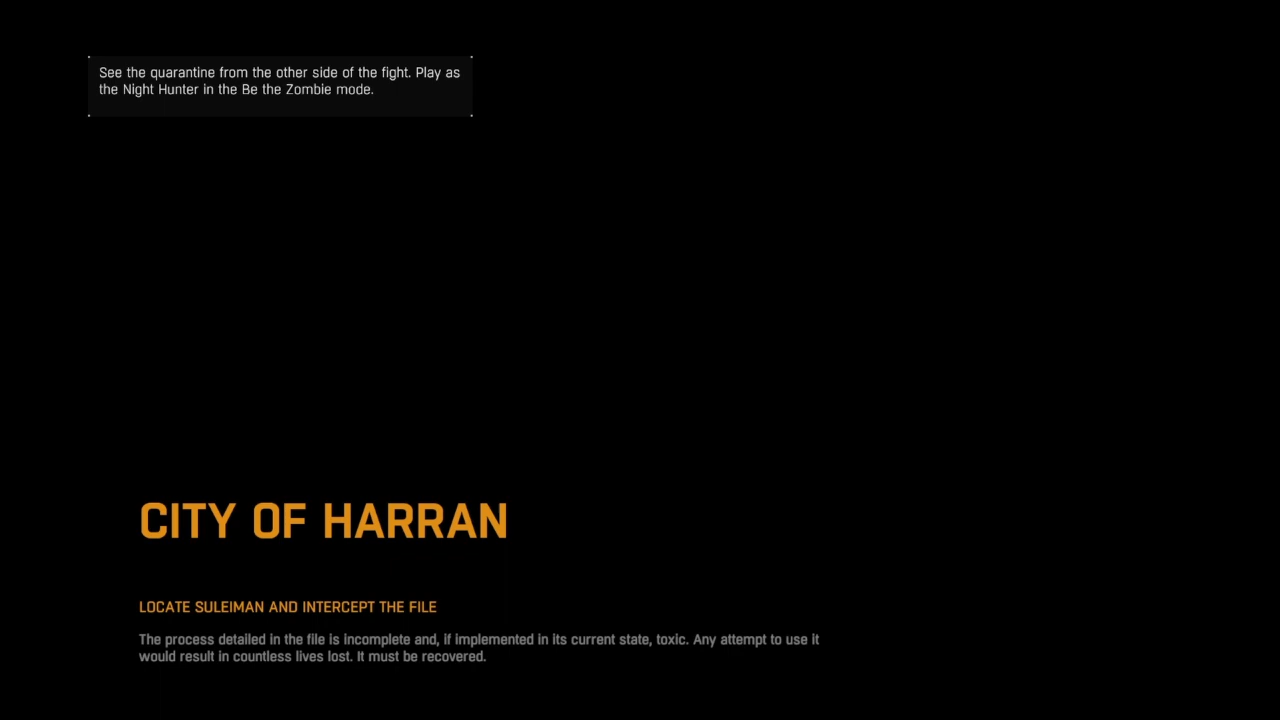 See the quarantine from the other side of the fight. Play as
the Night Hunter in the Be the Zombie mode.
CITY OF HARRAN
LOCATE SULEIMAN AND INTERCEPT THE FILE
The process detailed in the file is incomplete and, if implemented in its current state, toxic. Any attempt to use it
would result in countless lives lost. It must be recovered.